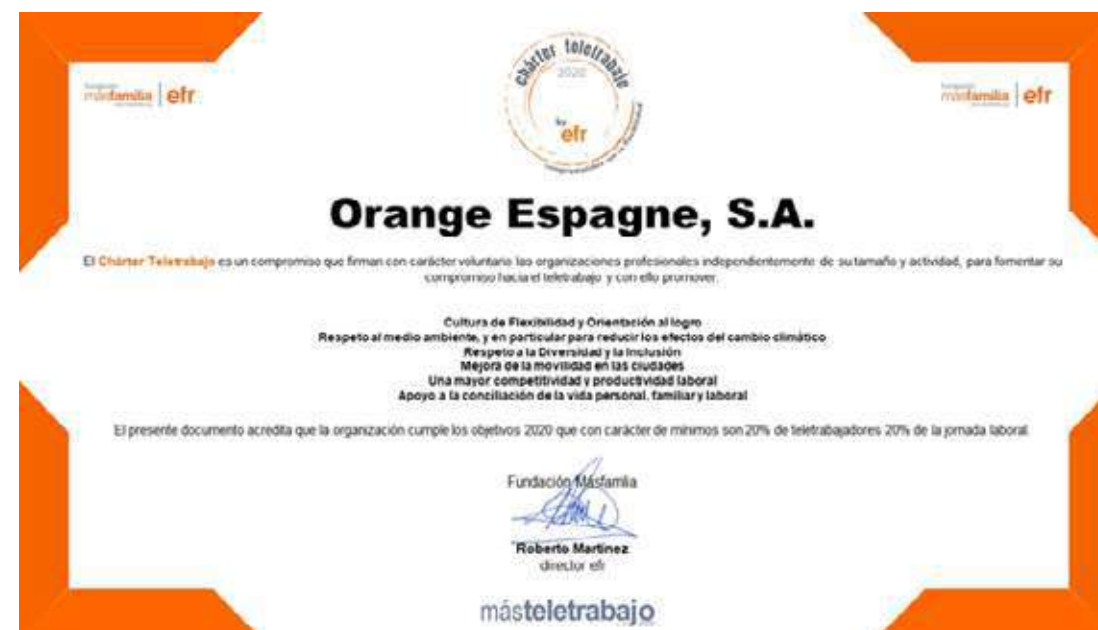 másfamilia | efr
chárter teletrabajo
2020
by
efr
másfamilia | efr
Orange Espagne, S.A.
El Chárter Teletrabajo es un compromiso que firman con carácter voluntario las organizaciones profesionales independientemente de su tamaño y actividad, para fomentar su
compromiso hacia el teletrabajo y con ello promover:
Cultura de Flexibilidad y Orientación al logro
Respeto al medio ambiente, y en particular para reducir los efectos del cambio climático
Respeto a la Diversidad y la Inclusión
Mejora de la movilidad en las ciudades
Una mayor competitividad y productividad laboral
Apoyo a la conciliación de la vida personal, familiar y laboral
El presente documento acredita que la organización cumple los objetivos 2020 que con carácter de mínimos son 20% de teletrabajadores 20% de la jornada laboral.
Fundación Másfamilia
Roberto Martínez
director efr
másteletrabajo